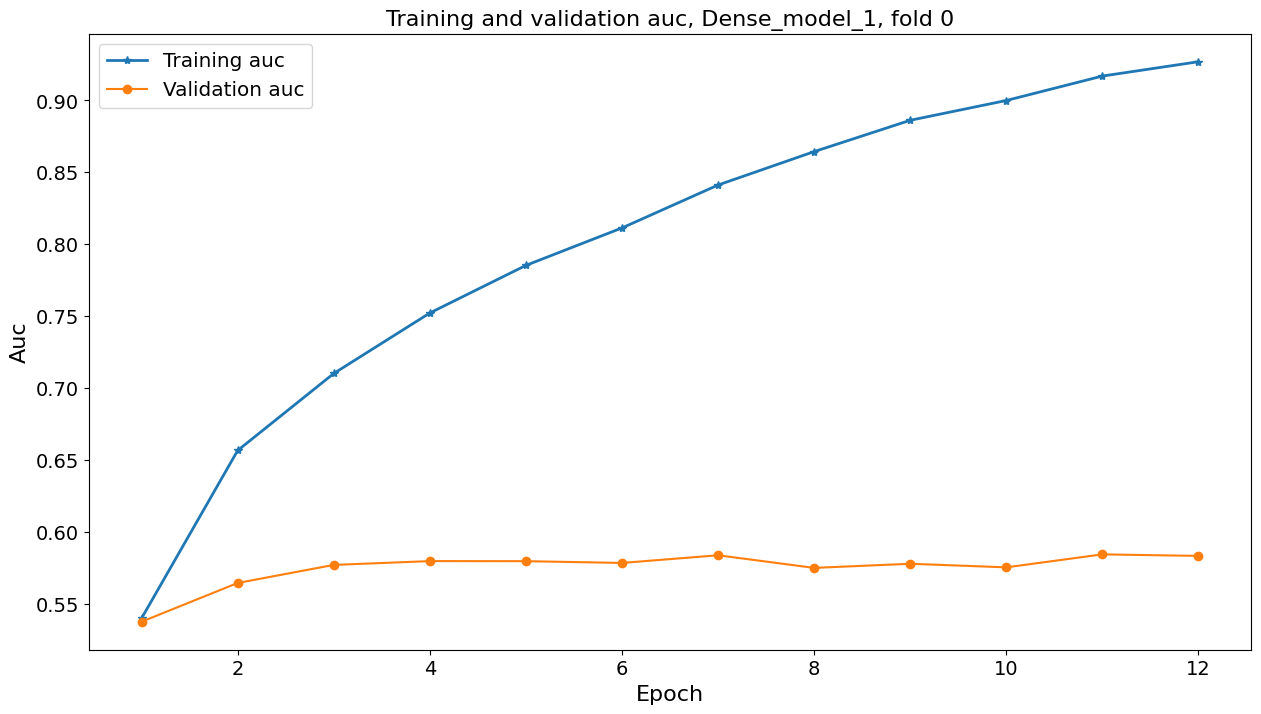 Training and validation auc, Dense_model_1, fold 0
Training auc
Validation auc
0.90
0.85
0.80
0.75
0.70
0.65
0.60
0.55
Auc
2 4 6 8 10 12
Epoch